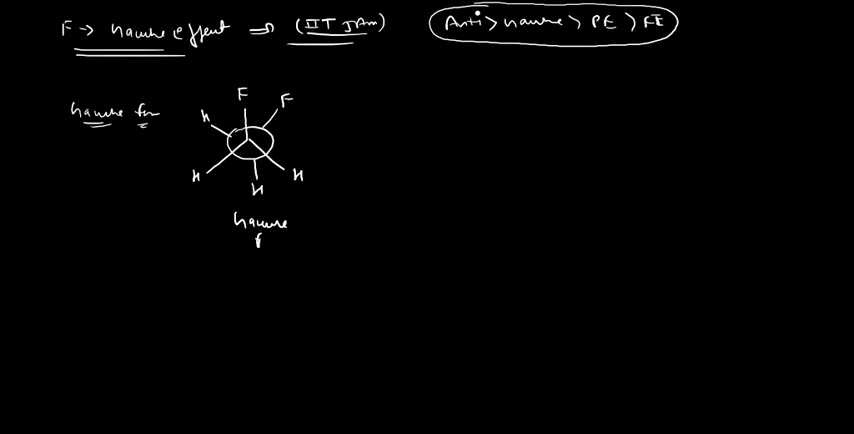 F → Gauche effect ⇒ (IIT JAM)
Anti > Gauche > PE > FE
Gauche for
F
F
H
H
H
H
Gauche
f